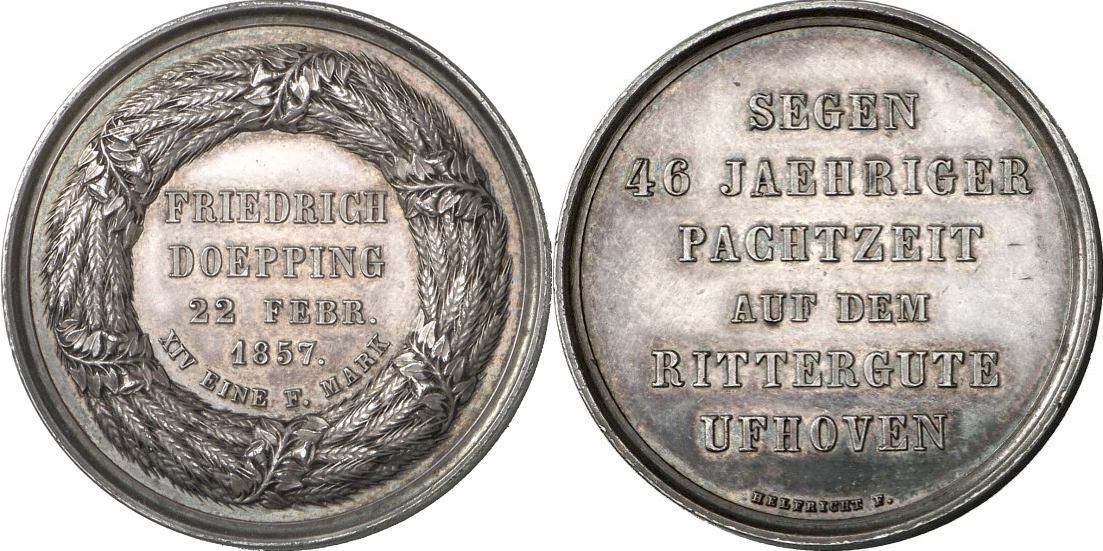 FRIEDRICH
DOEPPING
22 FEBR.
1857.
XIV EINE F. MARK
SEGEN
46 JAEHRIGER
PACHTZEIT
AUF DEM
RITTERGUTE
UFHOVEN
HELFRICHT F.